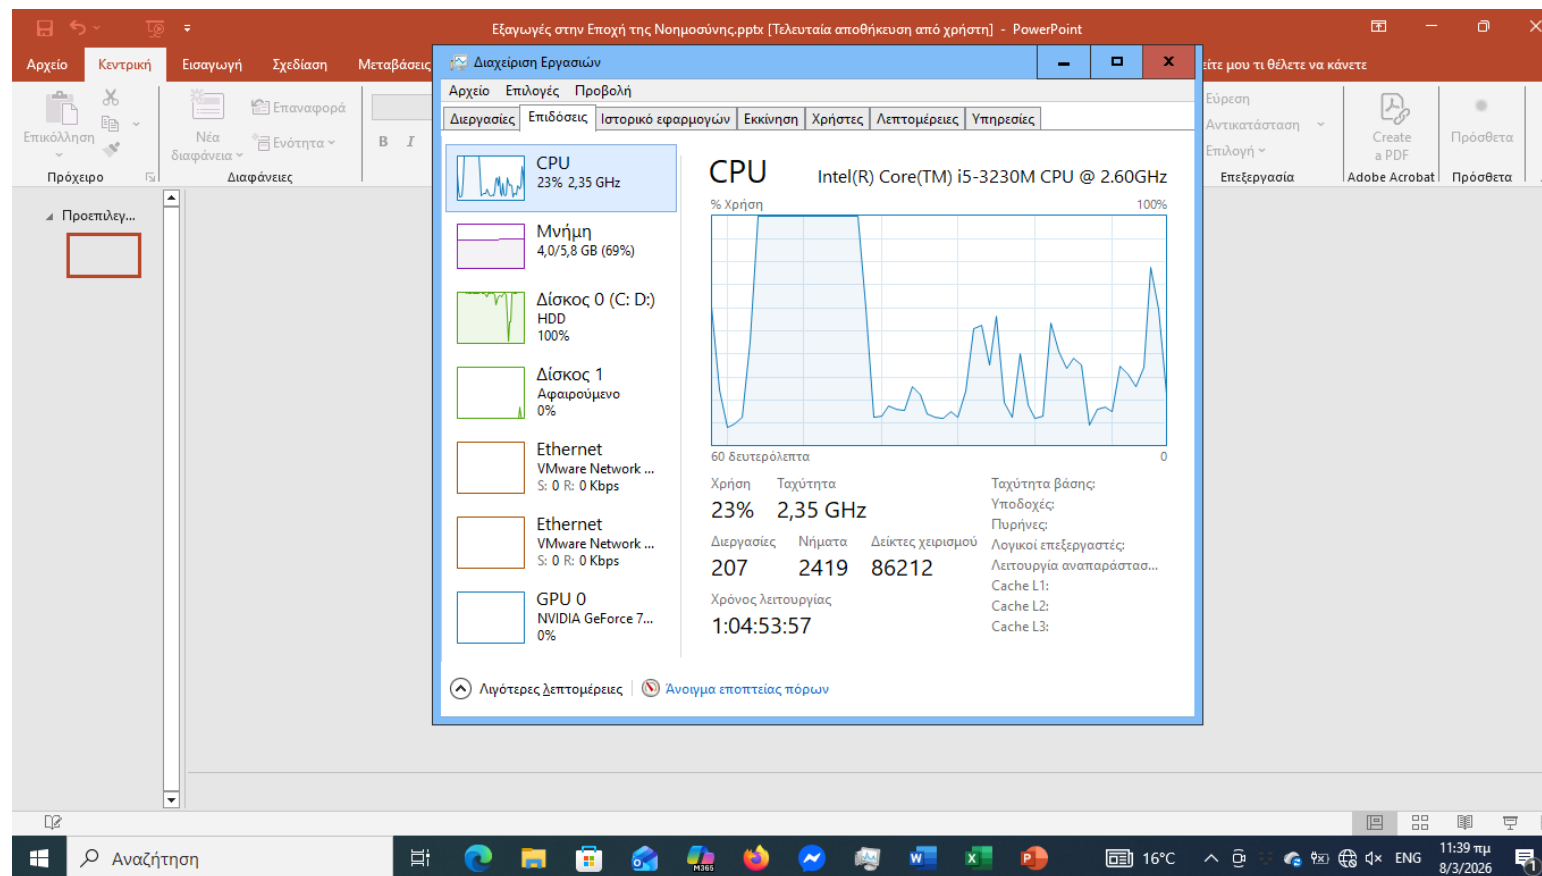 Εξαγωγές στην Εποχή της Νοημοσύνης.pptx [Τελευταία αποθήκευση από χρήστη] - PowerPoint
Αρχείο Κεντρική Εισαγωγή Σχεδίαση Μεταβάσεις
είτε μου τι θέλετε να κάνετε
Επικόλληση
Πρόχειρο
Νέα
διαφάνεια
Επαναφορά
Ενότητα
Διαφάνειες
B I
Εύρεση
Αντικατάσταση
Επιλογή
Επεξεργασία
Create
a PDF
Adobe Acrobat
Πρόσθετα
Πρόσθετα
Προεπιλεγ...
Διαχείριση Εργασιών
Αρχείο Επιλογές Προβολή
Διεργασίες Επιδόσεις Ιστορικό εφαρμογών Εκκίνηση Χρήστες Λεπτομέρειες Υπηρεσίες
CPU
23% 2,35 GHz
Μνήμη
4,0/5,8 GB (69%)
Δίσκος 0 (C: D:)
HDD
100%
Δίσκος 1
Αφαιρούμενο
0%
Ethernet
VMware Network ...
S: 0 R: 0 Kbps
Ethernet
VMware Network ...
S: 0 R: 0 Kbps
GPU 0
NVIDIA GeForce 7...
0%
CPU
Intel(R) Core(TM) i5-3230M CPU @ 2.60GHz
% Χρήση 100%
60 δευτερόλεπτα 0
Χρήση Ταχύτητα
23% 2,35 GHz
Διεργασίες Νήματα Δείκτες χειρισμού
207 2419 86212
Χρόνος λειτουργίας
1:04:53:57
Ταχύτητα βάσης:
Υποδοχές:
Πυρήνες:
Λογικοί επεξεργαστές:
Λειτουργία αναπαράστασ...
Cache L1:
Cache L2:
Cache L3:
Λιγότερες λεπτομέρειες
Άνοιγμα εποπτείας πόρων
Αναζήτηση
M365
16°C
ENG
11:39 πμ
8/3/2026
1